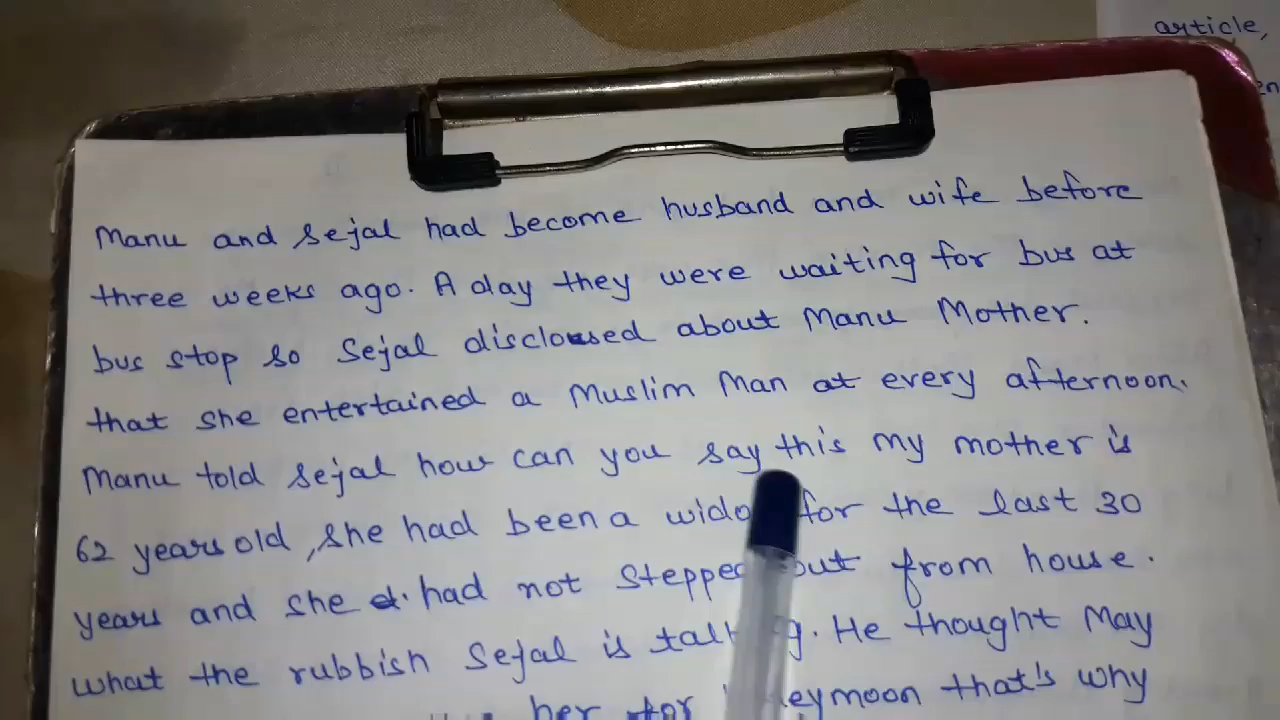 article,
en
Manu and Sejal had become husband and wife before
three weeks ago. A day they were waiting for bus at
bus stop so Sejal disclosed about Manu Mother.
that she entertained a Muslim Man at every afternoon.
Manu told Sejal how can you say this my mother is
62 years old, she had been a wido for the last 30
years and she had not stepped out from house.
what the rubbish Sejal is talking. He thought May
her for honeymoon that's why